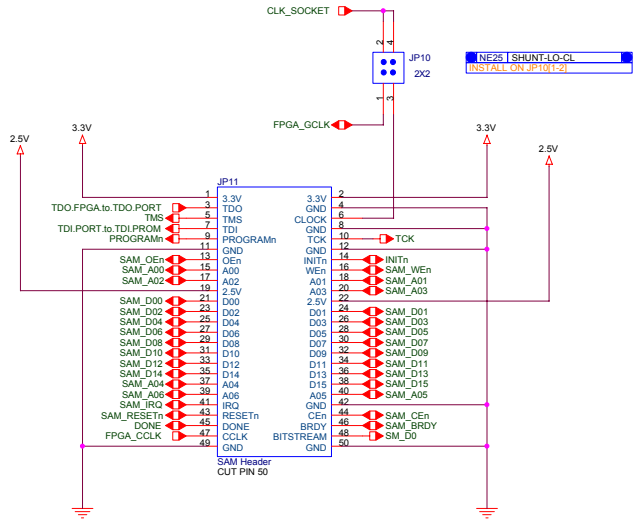 CLK_SOCKET
2 4
JP10
2X2
1 3
NE25 SHUNT-LO-CL
INSTALL ON JP10[1-2]
FPGA_GCLK
2.5V 3.3V 3.3V 2.5V
JP11
1 3.3V 3.3V 2
TDO.FPGA.to.TDO.PORT 3 TDO GND 4
TMS 5 TMS CLOCK 6
TDI.PORT.to.TDI.PROM 7 TDI GND 8
PROGRAMn 9 PROGRAMn TCK 10 TCK
11 GND GND 12
SAM_OEn 13 OEn INITn 14 INITn
SAM_A00 15 A00 WEn 16 SAM_WEn
SAM_A02 17 A02 A01 18 SAM_A01
19 2.5V A03 20 SAM_A03
SAM_D00 21 D00 2.5V 22
SAM_D02 23 D02 D01 24 SAM_D01
SAM_D04 25 D04 D03 26 SAM_D03
SAM_D06 27 D06 D05 28 SAM_D05
SAM_D08 29 D08 D07 30 SAM_D07
SAM_D10 31 D10 D09 32 SAM_D09
SAM_D12 33 D12 D11 34 SAM_D11
SAM_D14 35 D14 D13 36 SAM_D13
SAM_A04 37 A04 D15 38 SAM_D15
SAM_A06 39 A06 A05 40 SAM_A05
SAM_IRQ 41 IRQ GND 42
SAM_RESETn 43 RESETn CEn 44 SAM_CEn
DONE 45 DONE BRDY 46 SAM_BRDY
FPGA_CCLK 47 CCLK BITSTREAM 48 SM_D0
49 GND GND 50
SAM Header
CUT PIN 50